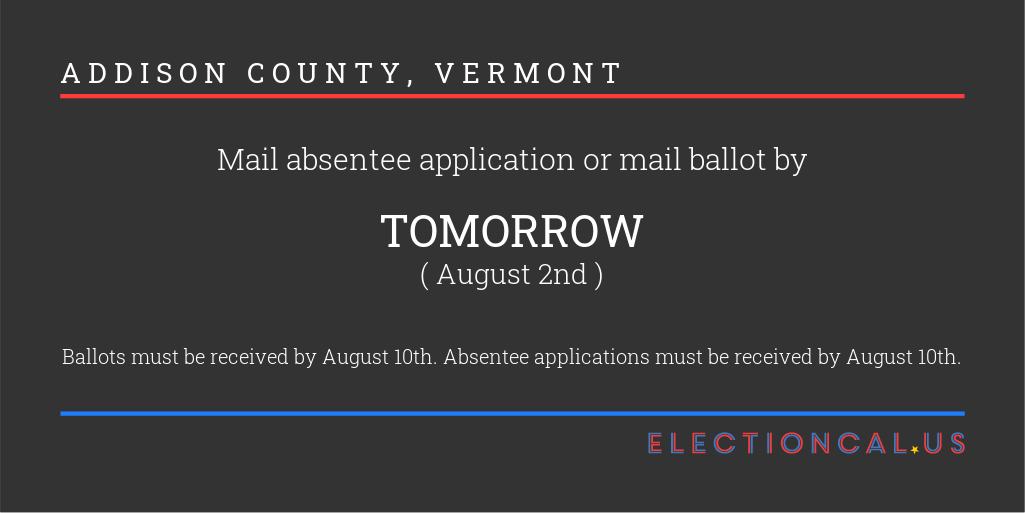 ADDISON COUNTY, VERMONT
Mail absentee application or mail ballot by
TOMORROW
( August 2nd )
Ballots must be received by August 10th. Absentee applications must be received by August 10th.
ELECTIONCAL.US